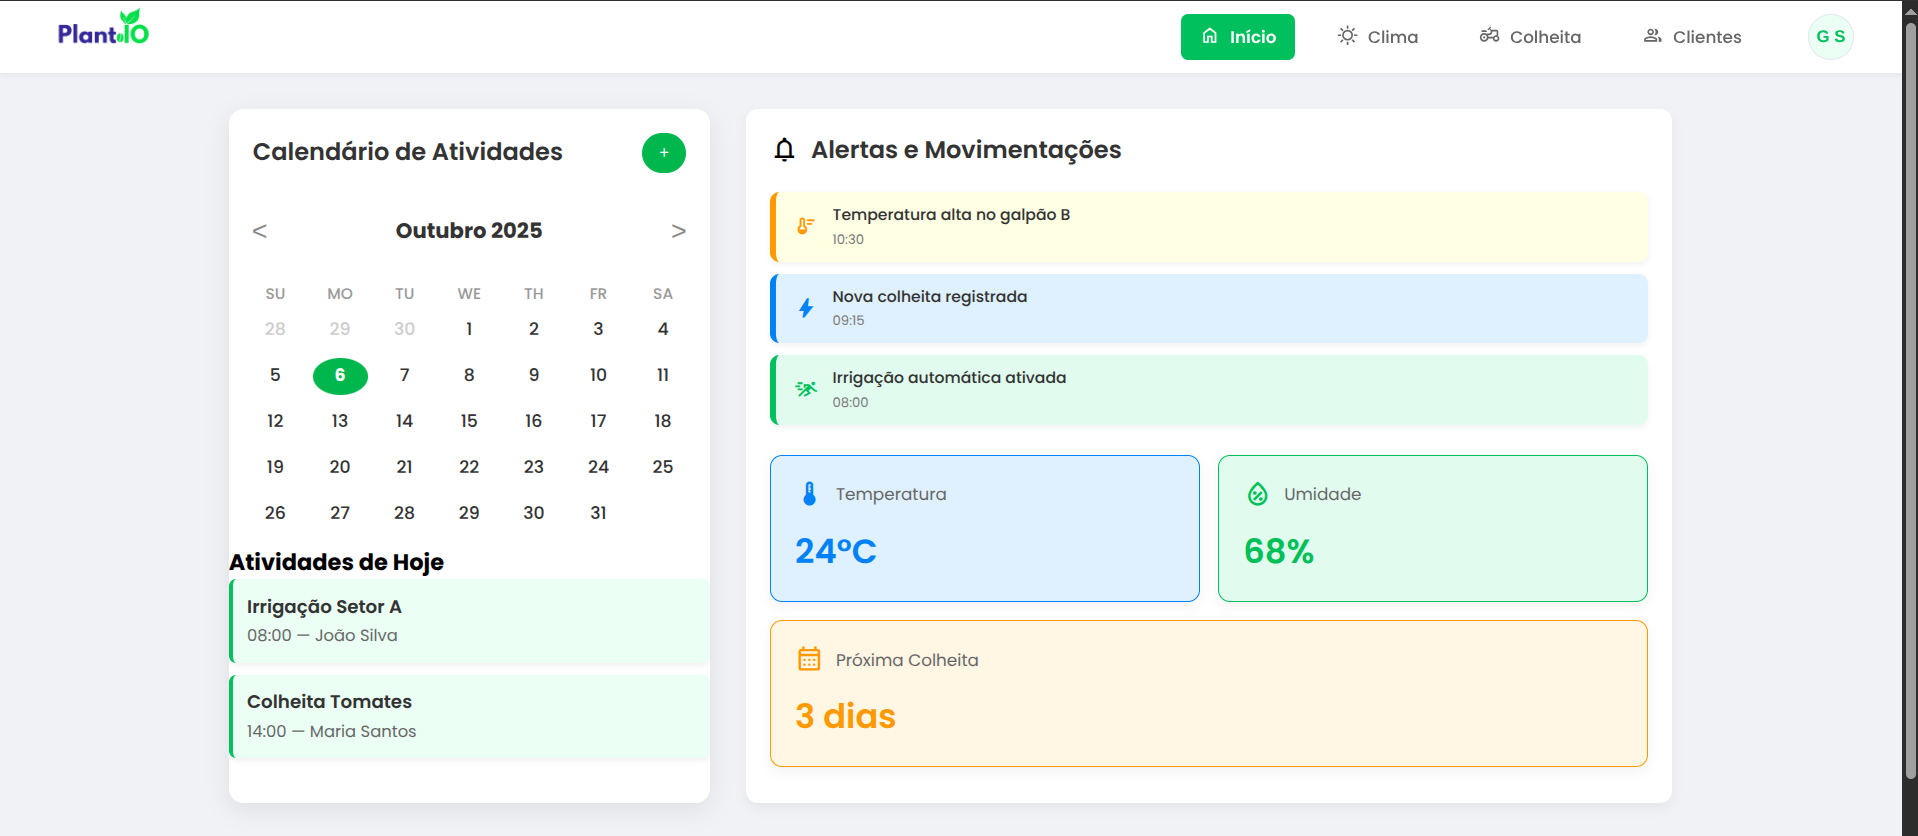 PlantIO
Início
Clima
Colheita
Clientes
G S
Calendário de Atividades
+
<
Outubro 2025
>
SU MO TU WE TH FR SA
28 29 30 1 2 3 4
5 6 7 8 9 10 11
12 13 14 15 16 17 18
19 20 21 22 23 24 25
26 27 28 29 30 31
Atividades de Hoje
Irrigação Setor A
08:00 — João Silva
Colheita Tomates
14:00 — Maria Santos
Alertas e Movimentações
Temperatura alta no galpão B
10:30
Nova colheita registrada
09:15
Irrigação automática ativada
08:00
Temperatura
24°C
Umidade
68%
Próxima Colheita
3 dias